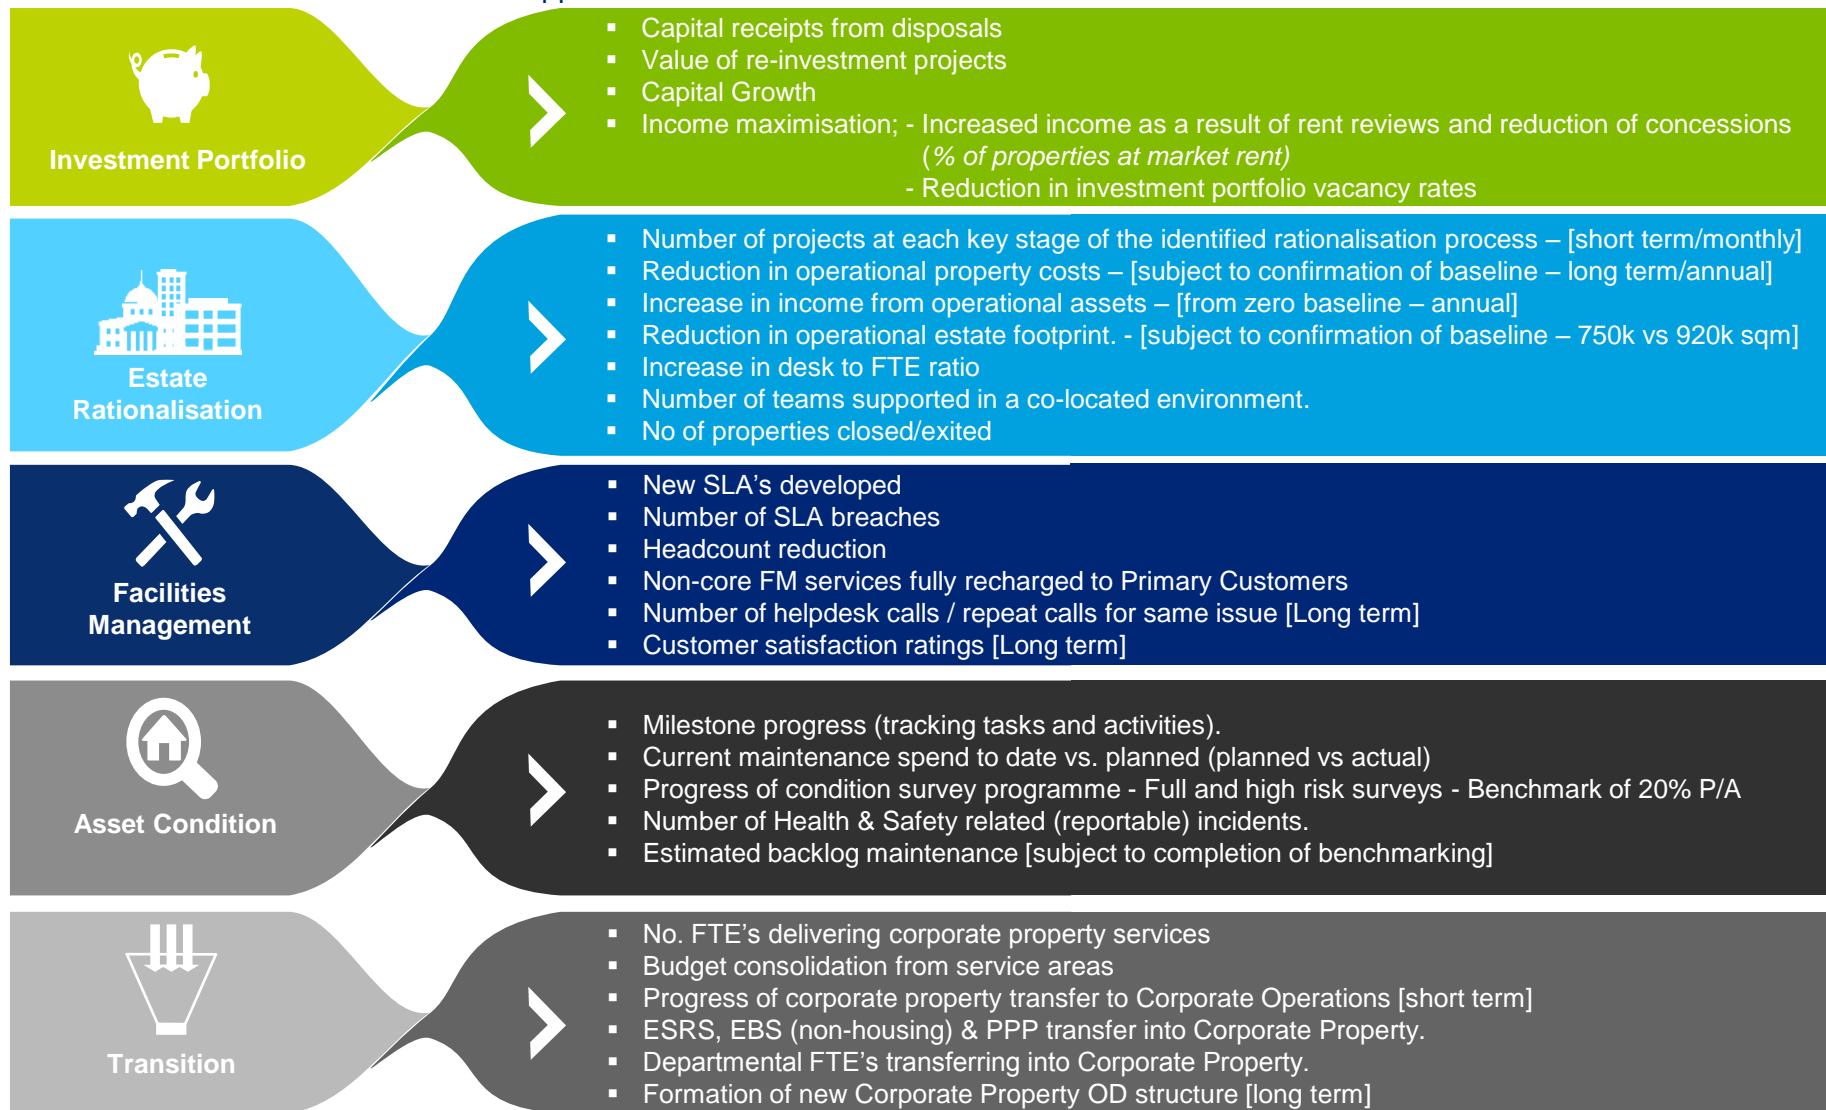 Investment Portfolio
▪ Capital receipts from disposals
▪ Value of re-investment projects
▪ Capital Growth
▪ Income maximisation; - Increased income as a result of rent reviews and reduction of concessions
(% of properties at market rent)
- Reduction in investment portfolio vacancy rates
Estate
Rationalisation
▪ Number of projects at each key stage of the identified rationalisation process – [short term/monthly]
▪ Reduction in operational property costs – [subject to confirmation of baseline – long term/annual]
▪ Increase in income from operational assets – [from zero baseline – annual]
▪ Reduction in operational estate footprint. - [subject to confirmation of baseline – 750k vs 920k sqm]
▪ Increase in desk to FTE ratio
▪ Number of teams supported in a co-located environment.
▪ No of properties closed/exited
Facilities
Management
▪ New SLA’s developed
▪ Number of SLA breaches
▪ Headcount reduction
▪ Non-core FM services fully recharged to Primary Customers
▪ Number of helpdesk calls / repeat calls for same issue [Long term]
▪ Customer satisfaction ratings [Long term]
Asset Condition
▪ Milestone progress (tracking tasks and activities).
▪ Current maintenance spend to date vs. planned (planned vs actual)
▪ Progress of condition survey programme - Full and high risk surveys - Benchmark of 20% P/A
▪ Number of Health & Safety related (reportable) incidents.
▪ Estimated backlog maintenance [subject to completion of benchmarking]
Transition
▪ No. FTE’s delivering corporate property services
▪ Budget consolidation from service areas
▪ Progress of corporate property transfer to Corporate Operations [short term]
▪ ESRS, EBS (non-housing) & PPP transfer into Corporate Property.
▪ Departmental FTE’s transferring into Corporate Property.
▪ Formation of new Corporate Property OD structure [long term]